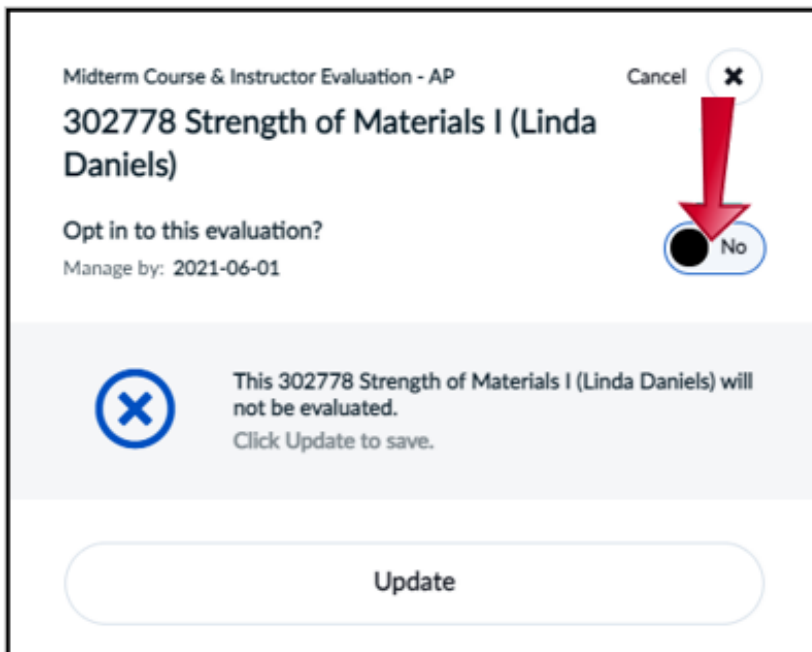 Midterm Course & Instructor Evaluation - AP
Cancel
302778 Strength of Materials I (Linda
Daniels)
Opt in to this evaluation?
No
Manage by: 2021-06-01
This 302778 Strength of Materials I (Linda Daniels) will
not be evaluated.
Click Update to save.
Update